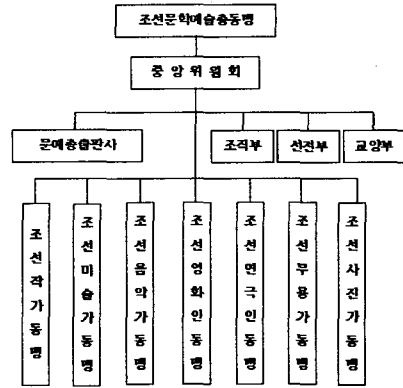 조선문학예술총동맹
중앙위원회
문예총출판사
조직부
선전부
교양부
조선작가동맹
조선미술가동맹
조선음악가동맹
조선영화인동맹
조선연극인동맹
조선무용가동맹
조선사진가동맹